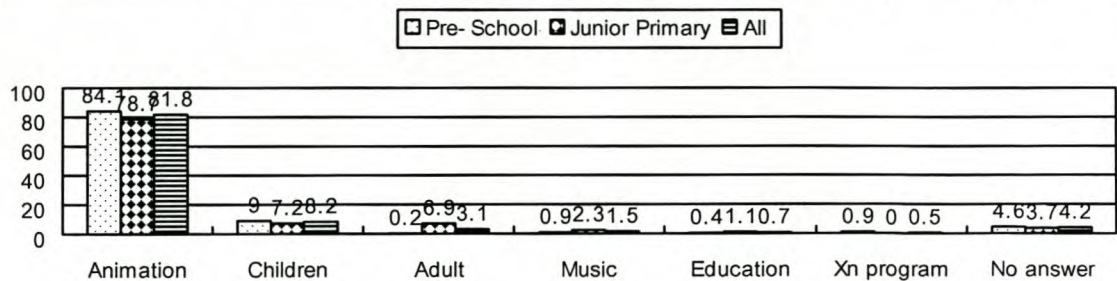 Pre- School Junior Primary All
100
80
60
40
20
0
84.1 78.7 81.8
9 7.2 8.2
0.2 6.9 3.1
0.9 2.3 1.5
0.4 1.1 0.7
0.9 0 0.5
4.6 3.7 4.2
Animation Children Adult Music Education Xn program No answer